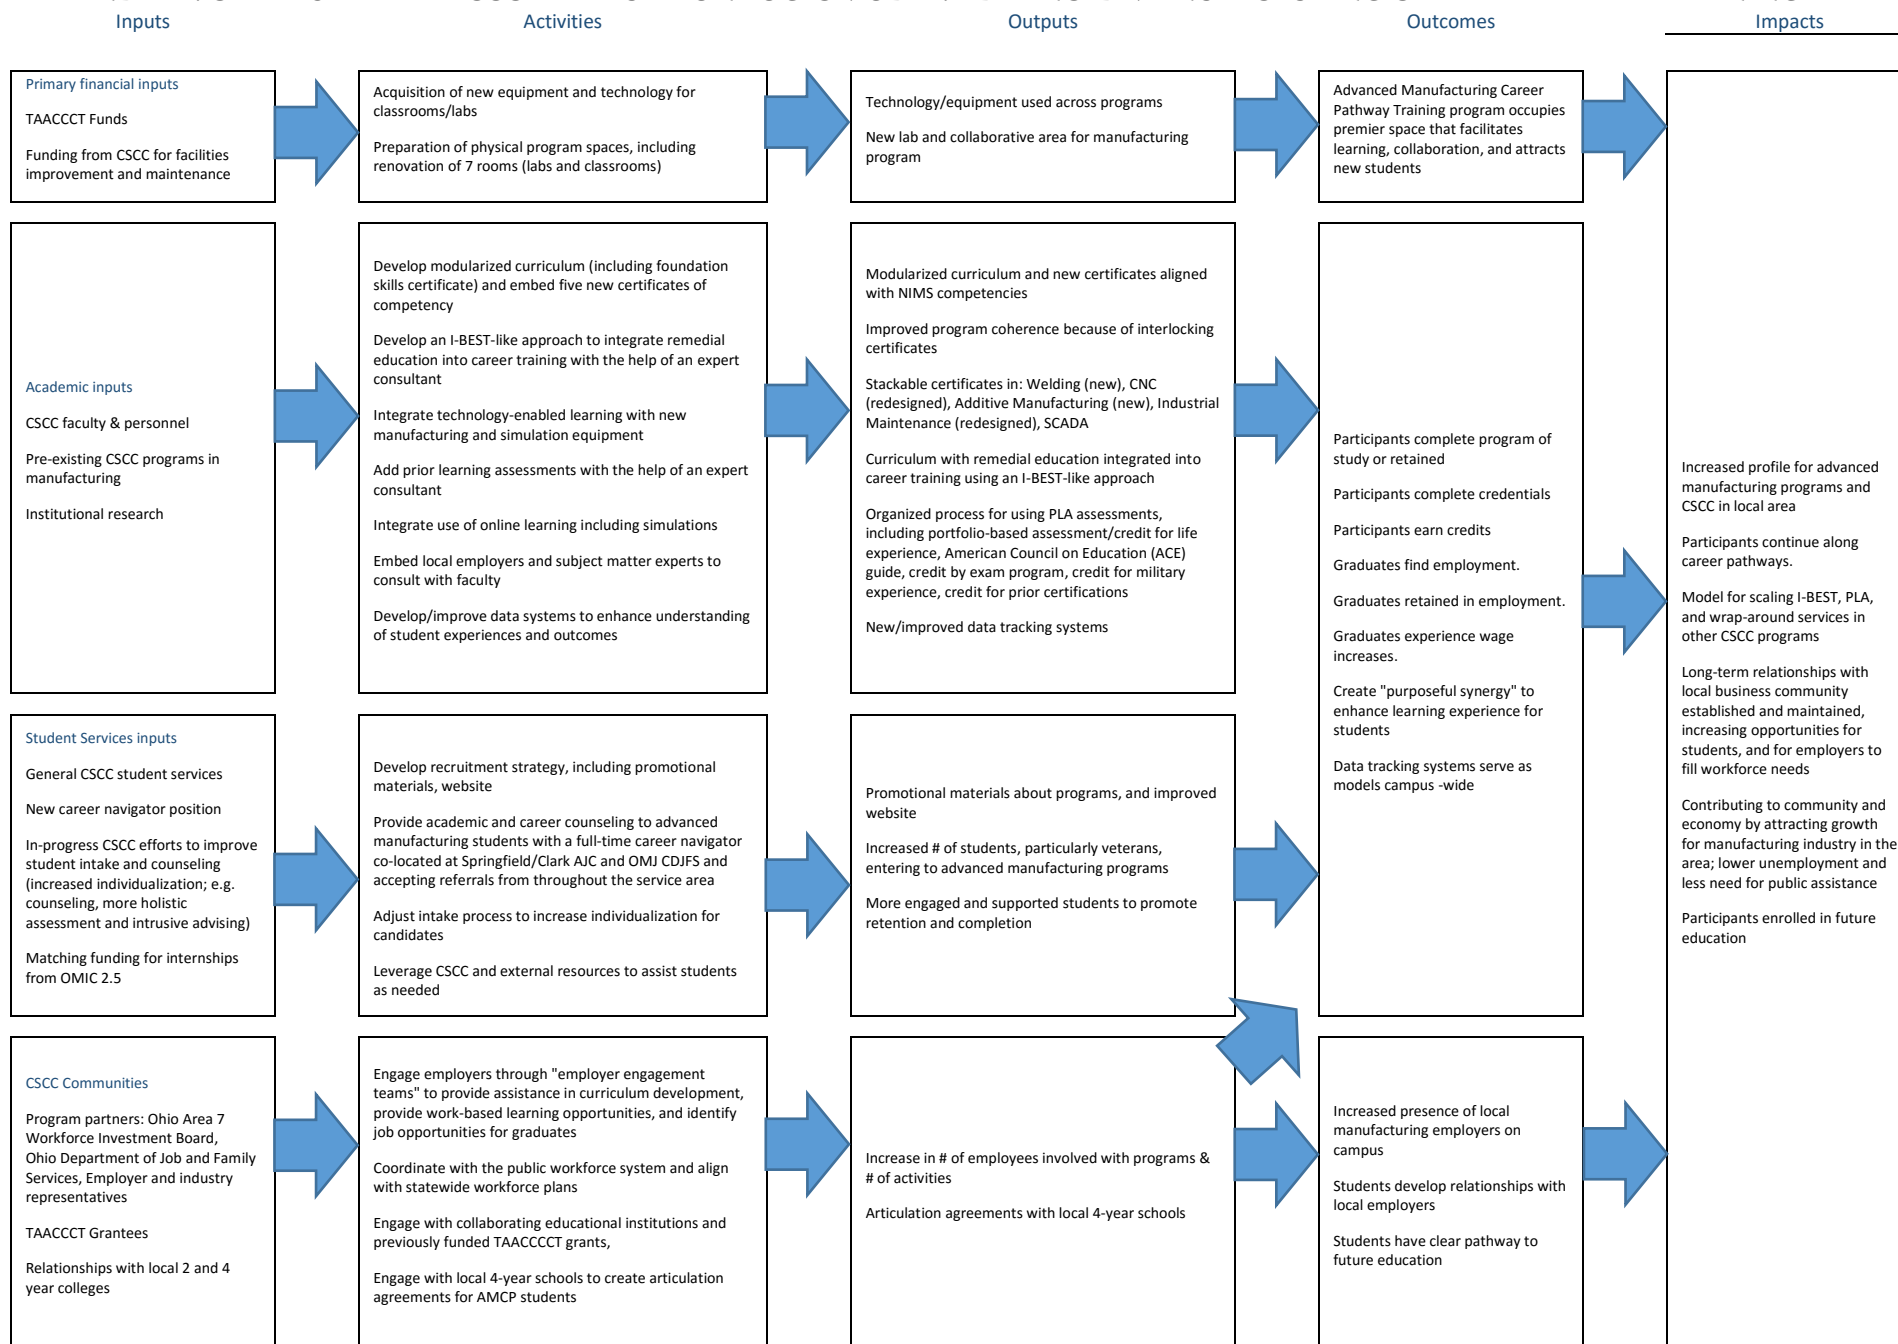 Inputs
Activities
Outputs
Outcomes
Impacts
Primary financial inputs
TAACCCT Funds
Funding from CSCC for facilities
improvement and maintenance
Acquisition of new equipment and technology for
classrooms/labs
Preparation of physical program spaces, including
renovation of 7 rooms (labs and classrooms)
Technology/equipment used across programs
New lab and collaborative area for manufacturing
program
Advanced Manufacturing Career
Pathway Training program occupies
premier space that facilitates
learning, collaboration, and attracts
new students
Academic inputs
CSCC faculty & personnel
Pre-existing CSCC programs in
manufacturing
Institutional research
Develop modularized curriculum (including foundation
skills certificate) and embed five new certificates of
competency
Develop an I-BEST-like approach to integrate remedial
education into career training with the help of an expert
consultant
Integrate technology-enabled learning with new
manufacturing and simulation equipment
Add prior learning assessments with the help of an expert
consultant
Integrate use of online learning including simulations
Embed local employers and subject matter experts to
consult with faculty
Develop/improve data systems to enhance understanding
of student experiences and outcomes
Modularized curriculum and new certificates aligned
with NIMS competencies
Improved program coherence because of interlocking
certificates
Stackable certificates in: Welding (new), CNC
(redesigned), Additive Manufacturing (new), Industrial
Maintenance (redesigned), SCADA
Curriculum with remedial education integrated into
career training using an I-BEST-like approach
Organized process for using PLA assessments,
including portfolio-based assessment/credit for life
experience, American Council on Education (ACE)
guide, credit by exam program, credit for military
experience, credit for prior certifications
New/improved data tracking systems
Participants complete program of
study or retained
Participants complete credentials
Participants earn credits
Graduates find employment.
Graduates retained in employment.
Graduates experience wage
increases.
Create "purposeful synergy" to
enhance learning experience for
students
Data tracking systems serve as
models campus -wide
Increased profile for advanced
manufacturing programs and
CSCC in local area
Participants continue along
career pathways.
Model for scaling I-BEST, PLA,
and wrap-around services in
other CSCC programs
Long-term relationships with
local business community
established and maintained,
increasing opportunities for
students, and for employers to
fill workforce needs
Contributing to community and
economy by attracting growth
for manufacturing industry in the
area; lower unemployment and
less need for public assistance
Participants enrolled in future
education
Student Services inputs
General CSCC student services
New career navigator position
In-progress CSCC efforts to improve
student intake and counseling
(increased individualization; e.g.
counseling, more holistic
assessment and intrusive advising)
Matching funding for internships
from OMIC 2.5
Develop recruitment strategy, including promotional
materials, website
Provide academic and career counseling to advanced
manufacturing students with a full-time career navigator
co-located at Springfield/Clark AJC and OMJ CDJFS and
accepting referrals from throughout the service area
Adjust intake process to increase individualization for
candidates
Leverage CSCC and external resources to assist students
as needed
Promotional materials about programs, and improved
website
Increased # of students, particularly veterans,
entering to advanced manufacturing programs
More engaged and supported students to promote
retention and completion
CSCC Communities
Program partners: Ohio Area 7
Workforce Investment Board,
Ohio Department of Job and Family
Services, Employer and industry
representatives
TAACCCT Grantees
Relationships with local 2 and 4
year colleges
Engage employers through "employer engagement
teams" to provide assistance in curriculum development,
provide work-based learning opportunities, and identify
job opportunities for graduates
Coordinate with the public workforce system and align
with statewide workforce plans
Engage with collaborating educational institutions and
previously funded TAACCCCT grants,
Engage with local 4-year schools to create articulation
agreements for AMCP students
Increase in # of employees involved with programs &
# of activities
Articulation agreements with local 4-year schools
Increased presence of local
manufacturing employers on
campus
Students develop relationships with
local employers
Students have clear pathway to
future education